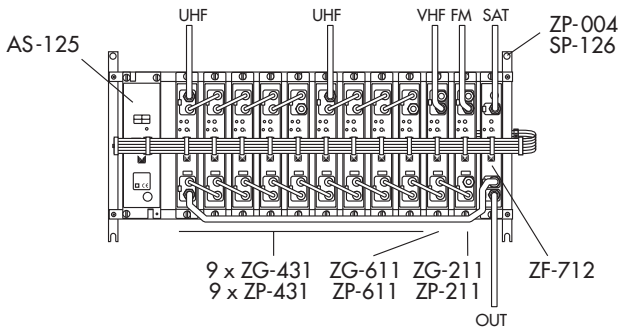 UHF UHF VHF FM SAT
AS-125
ZP-004
SP-126
9 x ZG-431 ZG-611 ZG-211 ZF-712
9 x ZP-431 ZP-611 ZP-211
OUT